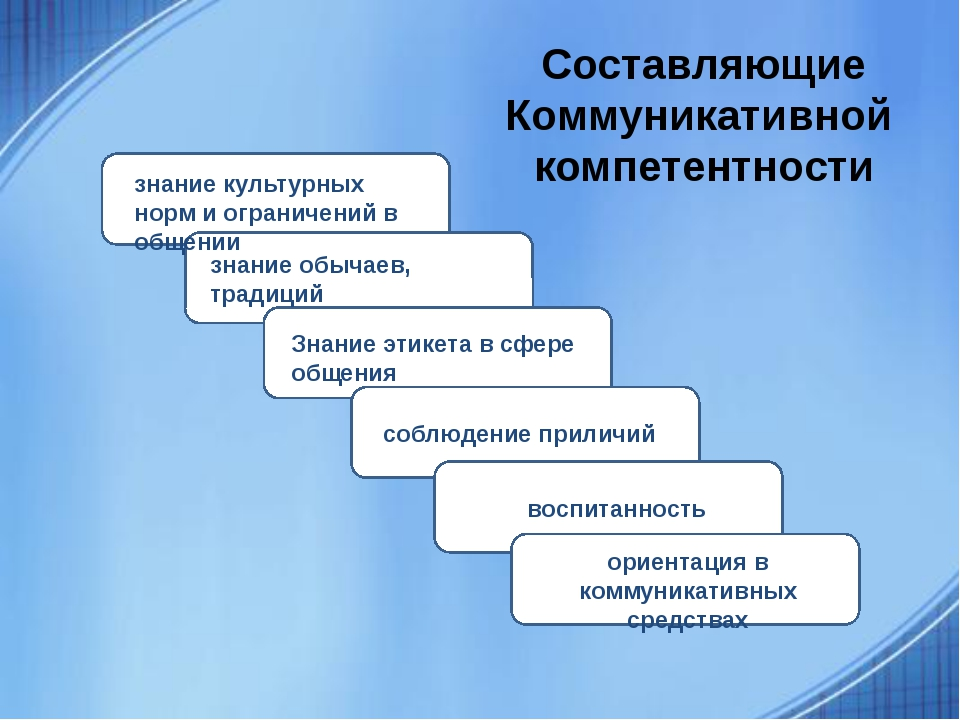 Составляющие
Коммуникативной
компетентности
знание культурных
норм и ограничений в
общении
знание обычаев,
традиций
Знание этикета в сфере
общения
соблюдение приличий
воспитанность
ориентация в
коммуникативных
средствах